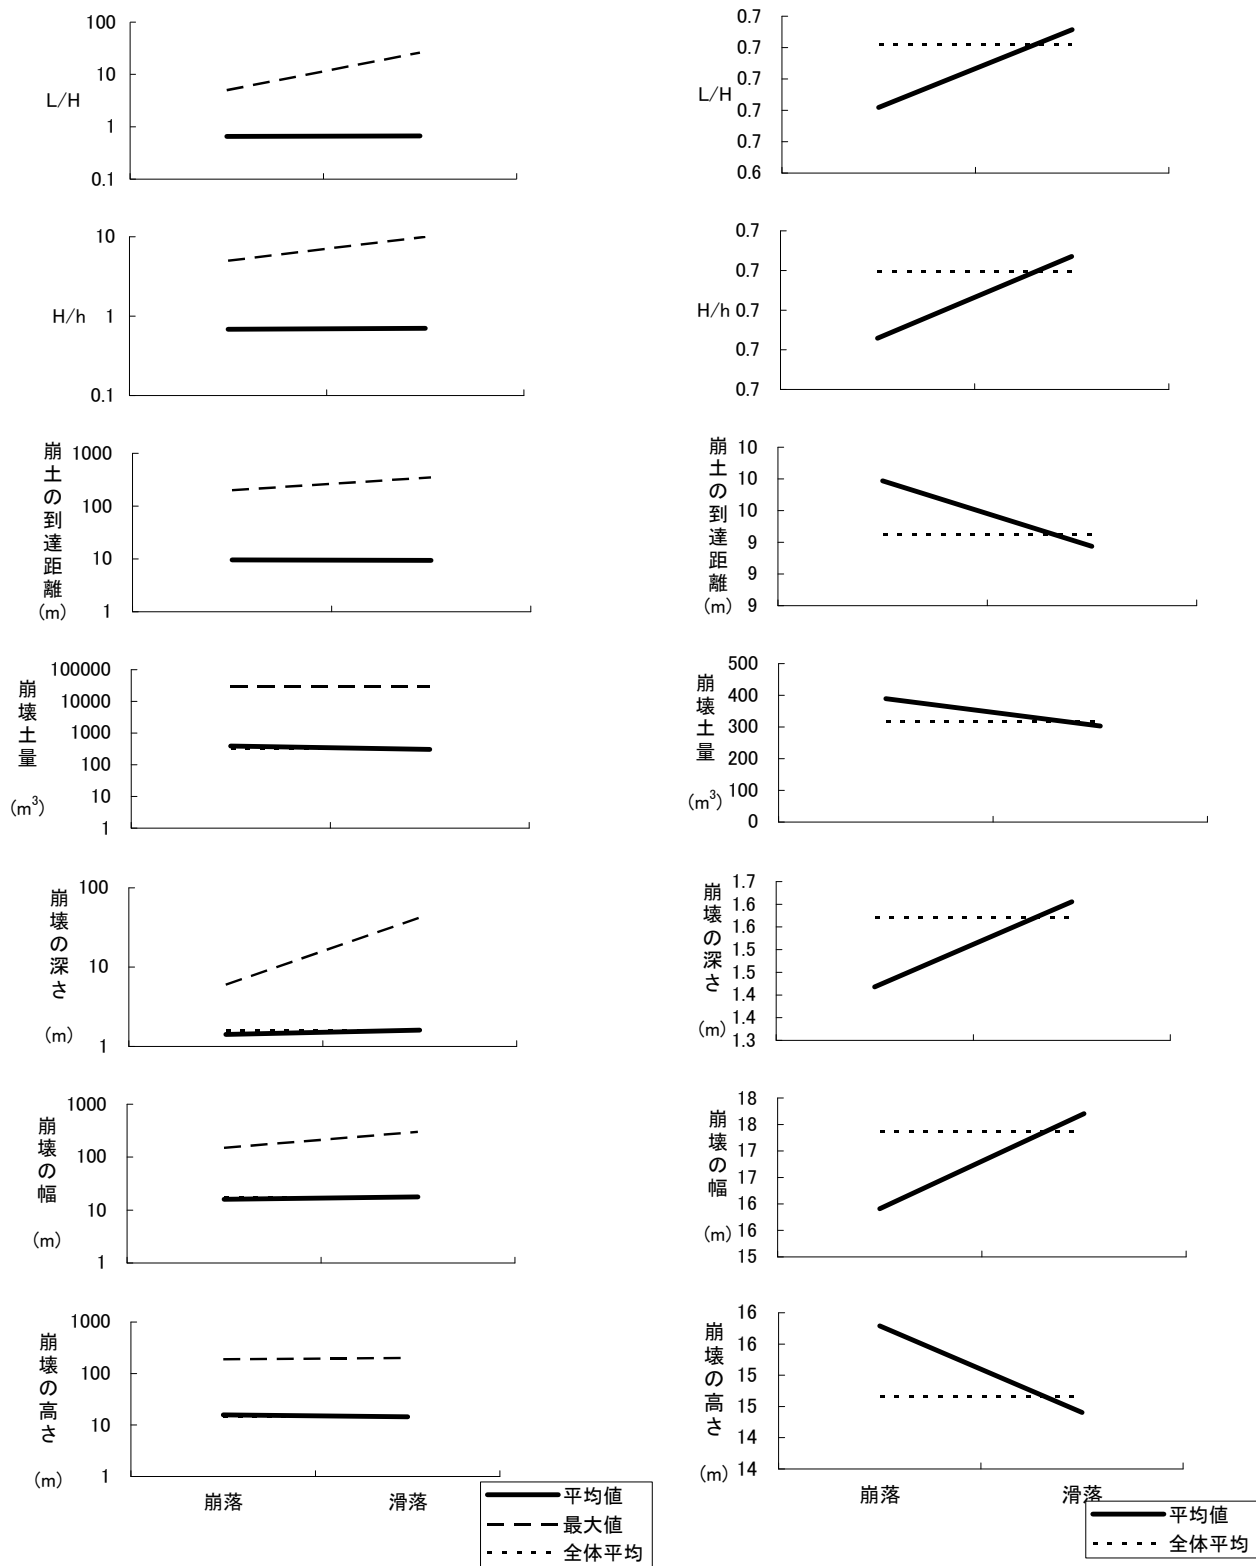 100
10
L/H
1
0.1
0.7
0.7
0.7
L/H
0.7
0.7
0.6
10
H/h
1
0.1
0.7
0.7
H/h
0.7
0.7
0.7
崩土の到達距離
(m)
1000
100
10
1
崩土の到達距離
(m)
10
10
10
9
9
9
崩壊土量
(m³)
100000
10000
1000
100
10
1
崩壊土量
(m³)
500
400
300
200
100
0
崩壊の深さ
(m)
100
10
1
崩壊の深さ
(m)
1.7
1.6
1.6
1.5
1.5
1.4
1.4
1.3
崩壊の幅
(m)
1000
100
10
1
崩壊の幅
(m)
18
18
17
17
16
16
15
崩壊の高さ
(m)
1000
100
10
1
崩落
滑落
平均値
最大値
全体平均
崩壊の高さ
(m)
16
16
15
15
14
14
崩落
滑落
平均値
全体平均